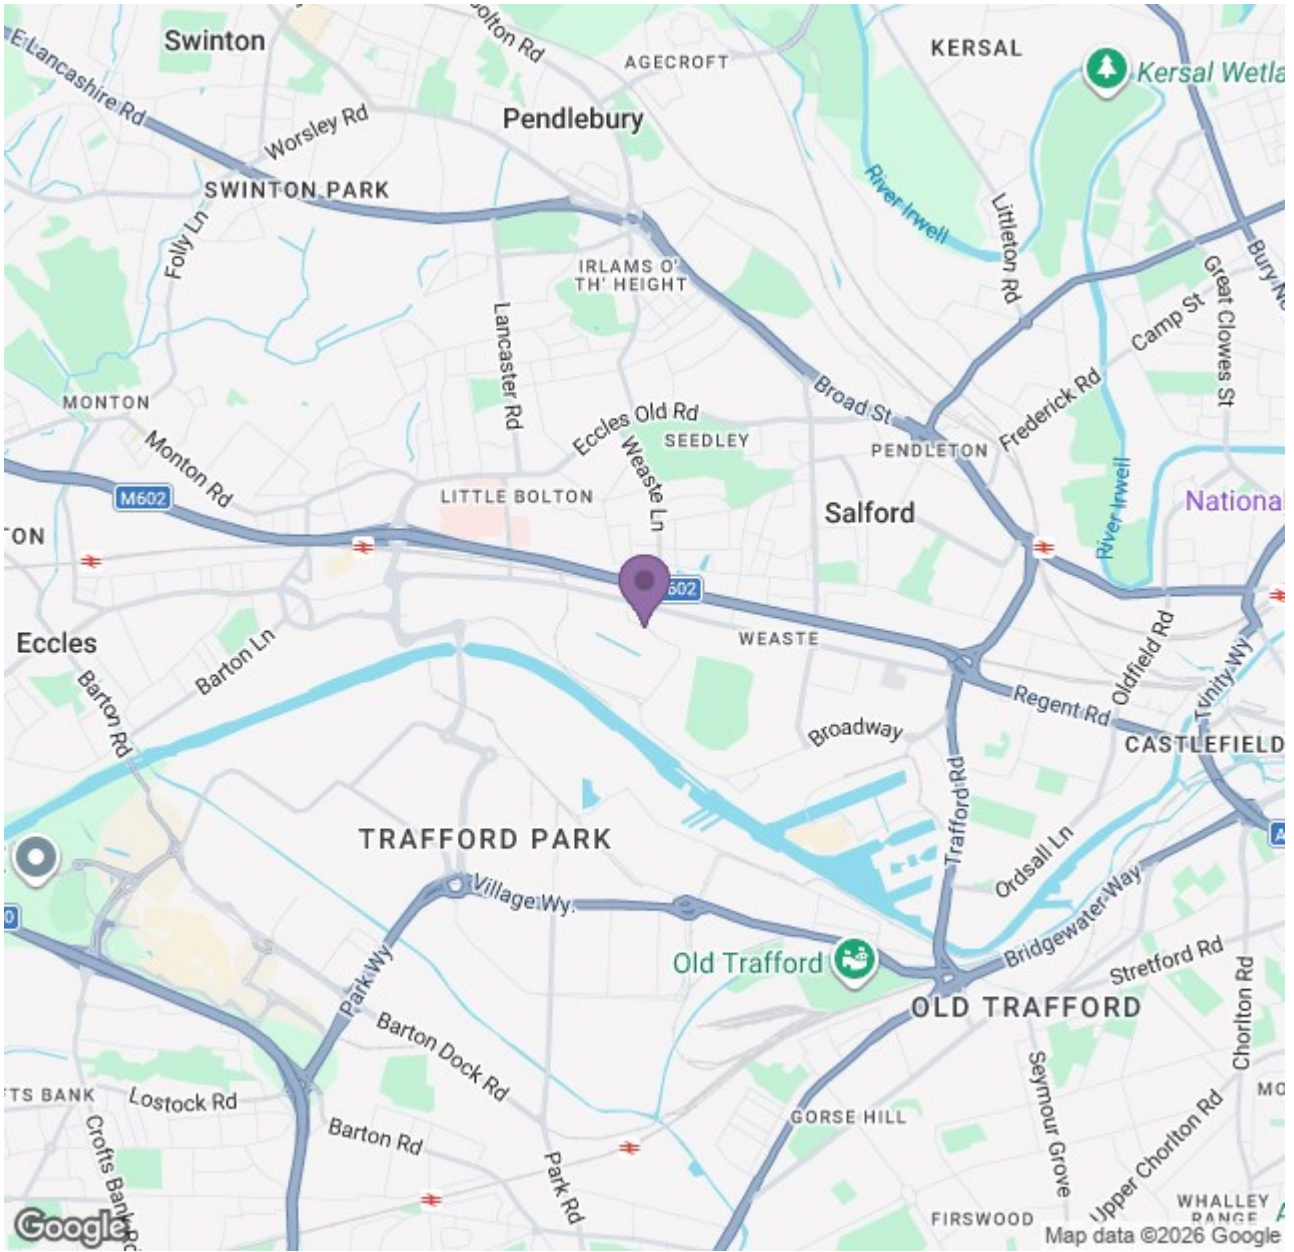 Swinton
E Lancashire Rd
Bolton Rd
AGECROFT
KERSAL
Kersal Wetla
Pendlebury
Worsley Rd
SWINTON PARK
Folly Ln
River Irwell
Littleton Rd
IRLAMS O'
TH' HEIGHT
Great Clowes St
Camp St
Lancaster Rd
MONTON
Broad St
Frederick Rd
Eccles Old Rd
SEEDLEY
PENDLETON
Monton Rd
Weaste Ln
M602
LITTLE BOLTON
Salford
National
River Irwell
TON
602
Eccles
Barton Ln
WEASTE
Oldfield Rd
Trinity Wy
Barton Rd
Regent Rd
Broadway
CASTLEFIELD
Trafford Rd
TRAFFORD PARK
Ordsall Ln
A
Village Wy.
Bridgewater Way
0
Park Wy
Old Trafford
Stretford Rd
Chorlton Rd
OLD TRAFFORD
Barton Dock Rd
Seymour Grove
FTS BANK
Lostock Rd
GORSE HILL
MO
Crofts Bank Rd
Barton Rd
Park Rd
Upper Chorlton Rd
WHALLEY
RANGE
FIRSWOOD
Google
Map data ©2026 Google